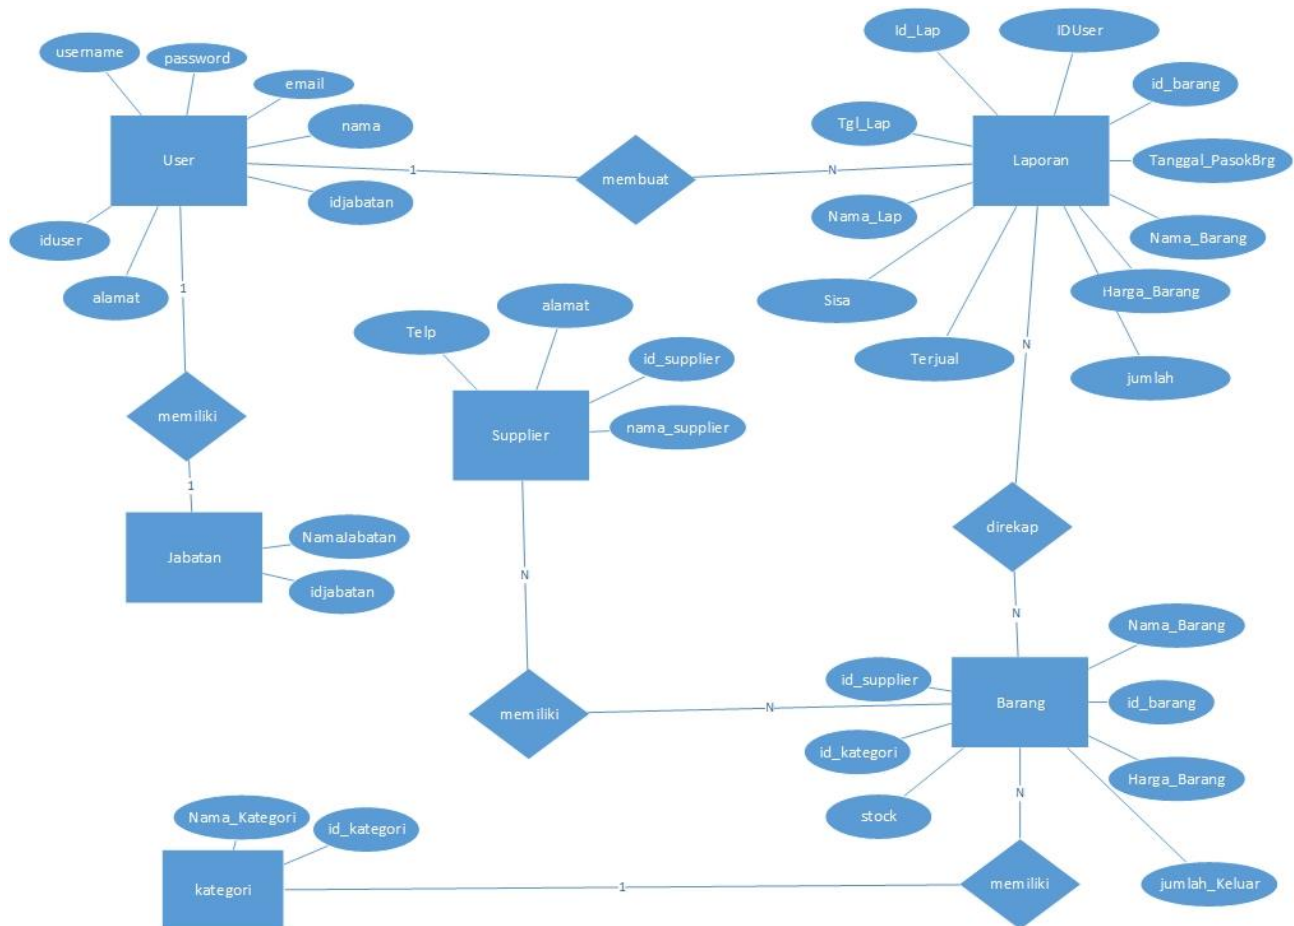 Id_Lap
IDUser
username
password
email
id_barang
nama
Tgl_Lap
User
Laporan
Tanggal_PasokBrg
1
membuat
N
idjabatan
Nama_Lap
iduser
Nama_Barang
alamat
1
Sisa
Harga_Barang
alamat
Telp
N
id_supplier
Terjual
jumlah
memiliki
nama_supplier
Supplier
1
NamaJabatan
direkap
Jabatan
idjabatan
N
N
Nama_Barang
id_supplier
memiliki
N
Barang
id_barang
id_kategori
Harga_Barang
N
stock
Nama_Kategori
id_kategori
kategori
1
memiliki
jumlah_Keluar